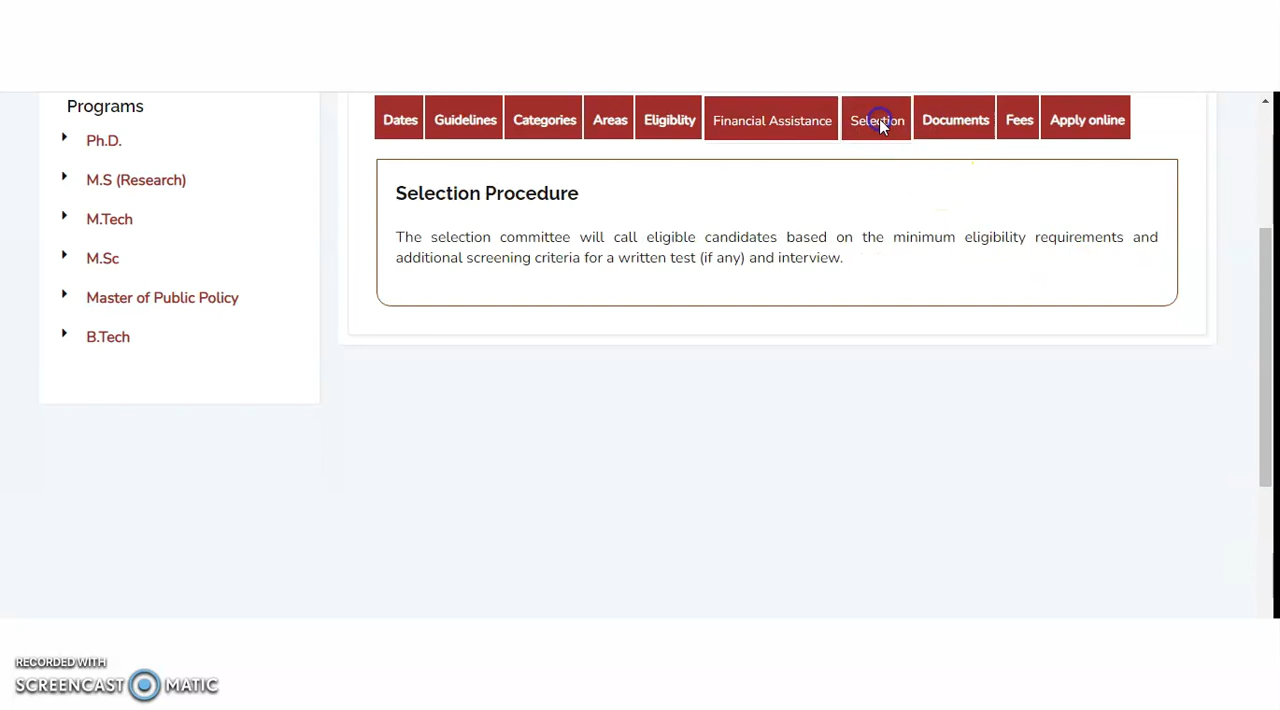 Programs
Ph.D.
M.S (Research)
M.Tech
M.Sc
Master of Public Policy
B.Tech
Dates Guidelines Categories Areas Eligiblity Financial Assistance Selection Documents Fees Apply online
Selection Procedure
The selection committee will call eligible candidates based on the minimum eligibility requirements and
additional screening criteria for a written test (if any) and interview.
RECORDED WITH
SCREENCAST MATIC